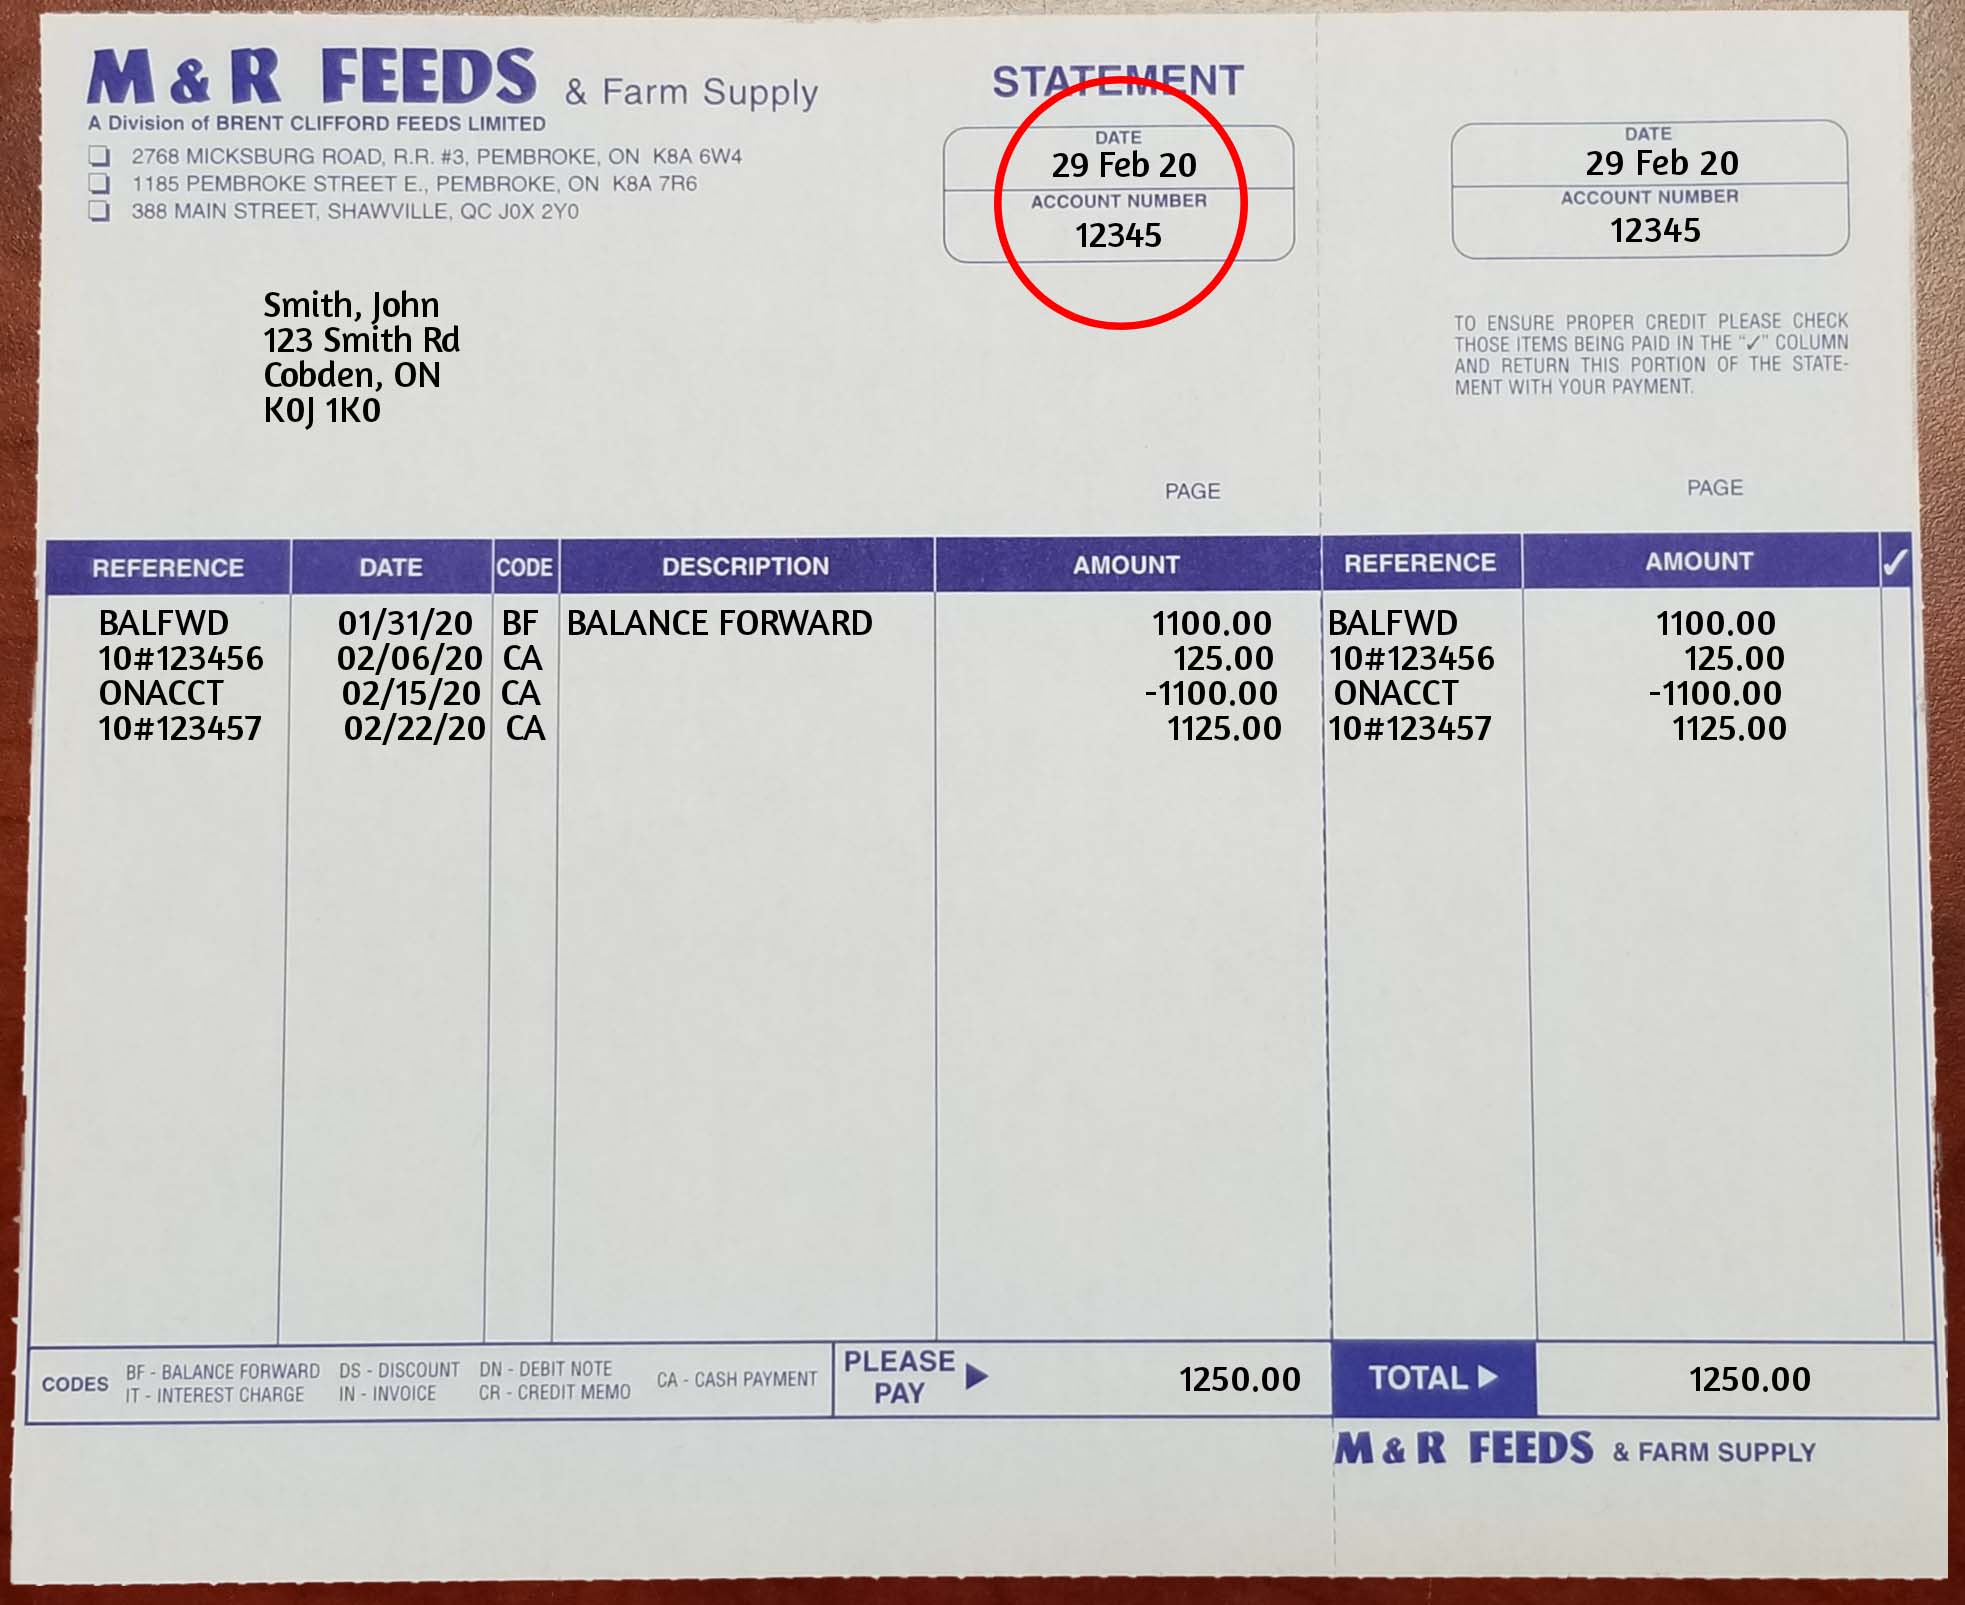 M & R FEEDS & Farm Supply
A Division of BRENT CLIFFORD FEEDS LIMITED
2768 MICKSBURG ROAD, R.R. #3, PEMBROKE, ON K8A 6W4
1185 PEMBROKE STREET E., PEMBROKE, ON K8A 7R6
388 MAIN STREET, SHAWVILLE, QC J0X 2Y0
Smith, John
123 Smith Rd
Cobden, ON
K0J 1K0
STATEMENT
DATE
29 Feb 20
ACCOUNT NUMBER
12345
PAGE
DATE
29 Feb 20
ACCOUNT NUMBER
12345
TO ENSURE PROPER CREDIT PLEASE CHECK
THOSE ITEMS BEING PAID IN THE "✓" COLUMN
AND RETURN THIS PORTION OF THE STATE-
MENT WITH YOUR PAYMENT.
PAGE
REFERENCE DATE CODE DESCRIPTION AMOUNT REFERENCE AMOUNT ✓
BALFWD 01/31/20 BF BALANCE FORWARD 1100.00 BALFWD 1100.00
10#123456 02/06/20 CA 125.00 10#123456 125.00
ONACCT 02/15/20 CA -1100.00 ONACCT -1100.00
10#123457 02/22/20 CA 1125.00 10#123457 1125.00
CODES
BF - BALANCE FORWARD DS - DISCOUNT DN - DEBIT NOTE
IT - INTEREST CHARGE IN - INVOICE CR - CREDIT MEMO
CA - CASH PAYMENT
PLEASE
PAY
1250.00
TOTAL 1250.00
M & R FEEDS & FARM SUPPLY